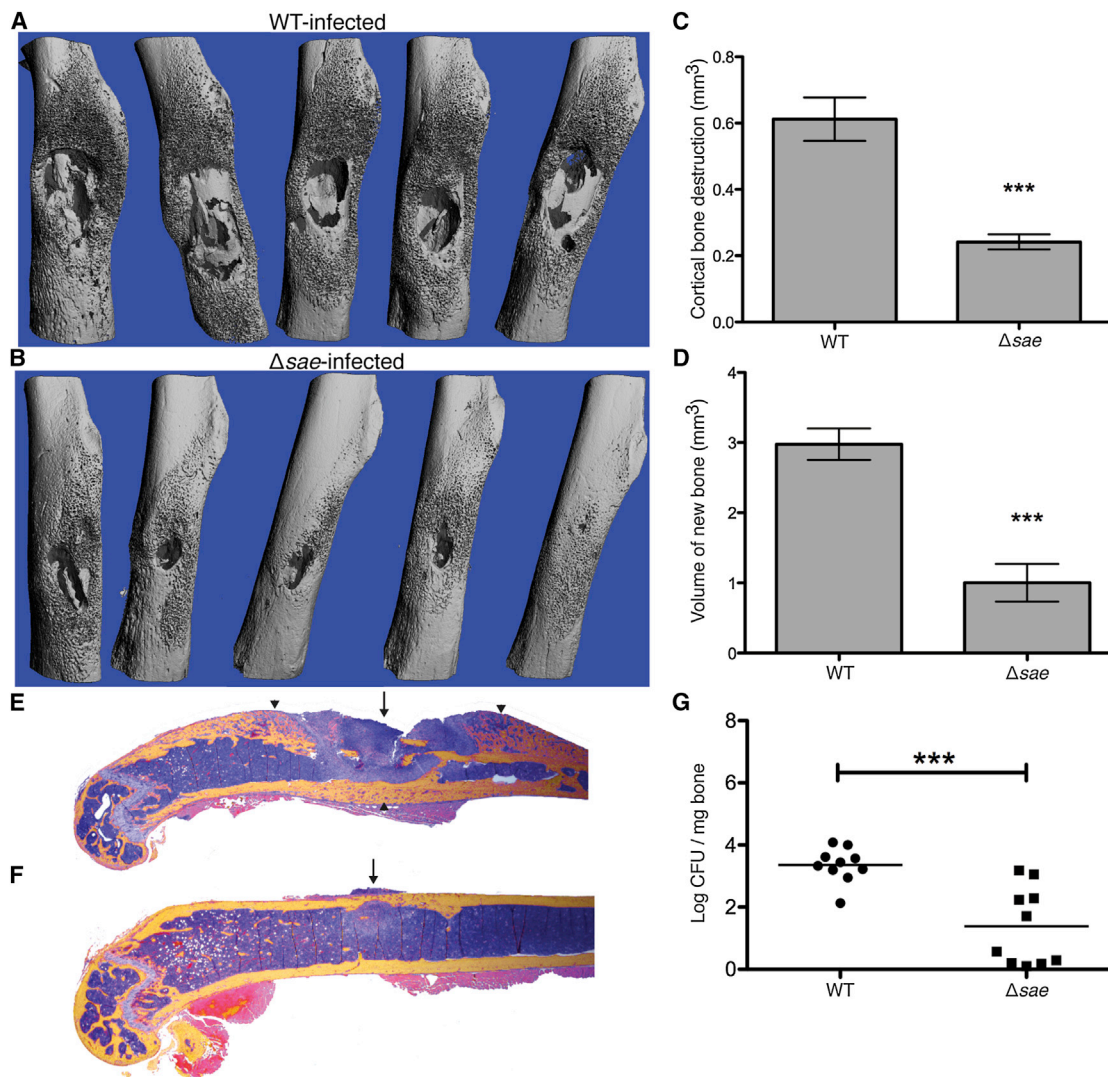 A
WT-infected
B
Δsae-infected
C
Cortical bone destruction (mm3)
0.8
0.6
0.4
0.2
0.0
***
WT
Δsae
D
Volume of new bone (mm3)
4
3
2
1
0
***
WT
Δsae
E
F
G
Log CFU / mg bone
8
6
4
2
0
***
WT
Δsae